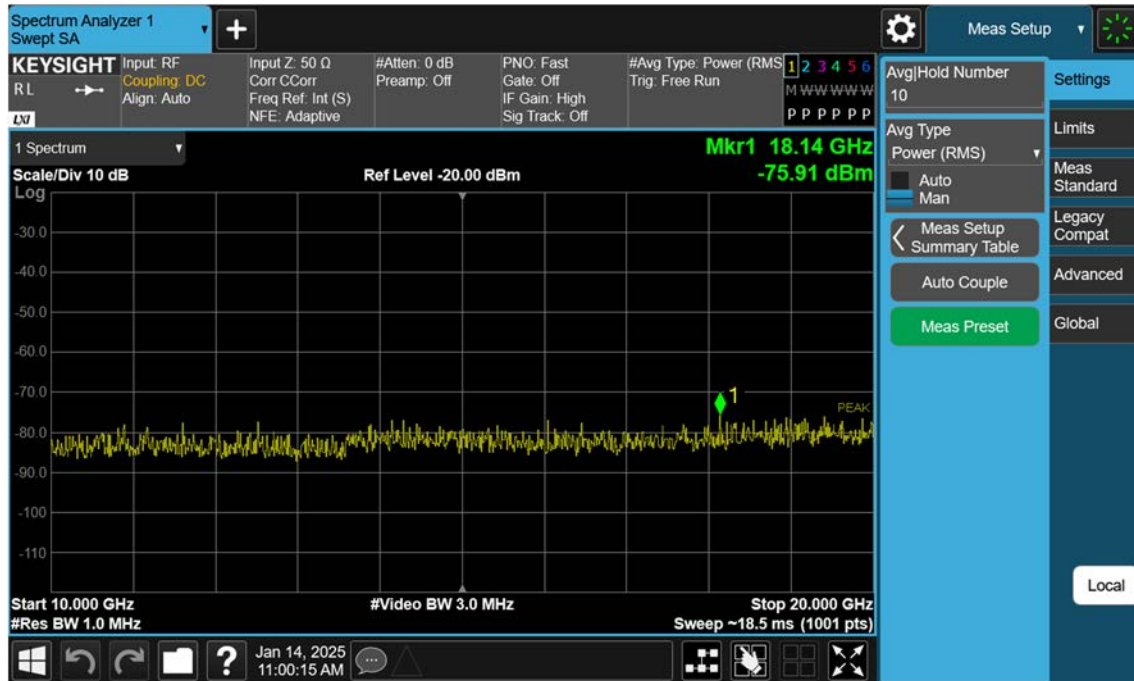 Spectrum Analyzer 1
Swept SA
+
Meas Setup
KEYSIGHT
RL
LXI
Input: RF
Coupling: DC
Align: Auto
Input Z: 50 Ω
Corr CCorr
Freq Ref: Int (S)
NFE: Adaptive
#Atten: 0 dB
Preamp: Off
PNO: Fast
Gate: Off
IF Gain: High
Sig Track: Off
#Avg Type: Power (RMS
Trig: Free Run
1 2 3 4 5 6
M W W W W W
P P P P P P
1 Spectrum
Mkr1 18.14 GHz
-75.91 dBm
Scale/Div 10 dB
Ref Level -20.00 dBm
Log
-30.0
-40.0
-50.0
-60.0
-70.0
-80.0
-90.0
-100
-110
1
PEAK
Start 10.000 GHz
#Video BW 3.0 MHz
Stop 20.000 GHz
#Res BW 1.0 MHz
Sweep ~18.5 ms (1001 pts)
?
Jan 14, 2025
11:00:15 AM
Avg|Hold Number
10
Avg Type
Power (RMS)
Auto
Man
Meas Setup
Summary Table
Auto Couple
Meas Preset
Settings
Limits
Meas
Standard
Legacy
Compat
Advanced
Global
Local